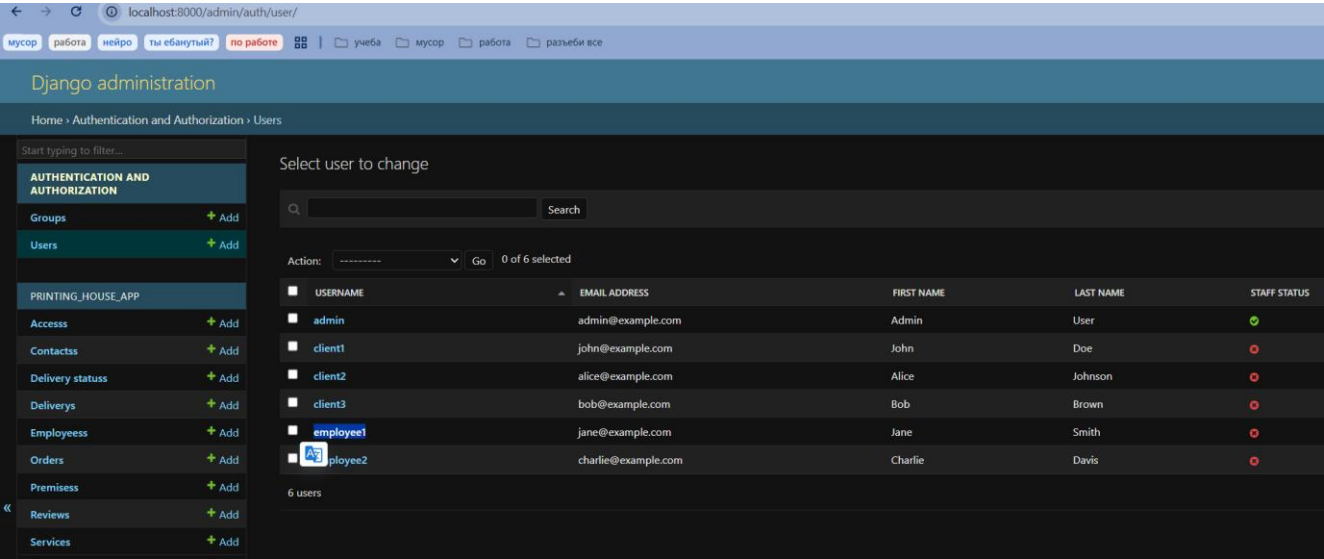 localhost:8000/admin/auth/user/
мусор работа нейро ты ебанутый? по работе учеба мусор работа разъеби все
Django administration
Home › Authentication and Authorization › Users
Start typing to filter...
AUTHENTICATION AND
AUTHORIZATION
Groups + Add
Users + Add
PRINTING_HOUSE_APP
Accesss + Add
Contactss + Add
Delivery statuss + Add
Deliverys + Add
Employeess + Add
Orders + Add
Premisess + Add
Reviews + Add
Services + Add
«
Select user to change
Search
Action: --------- Go 0 of 6 selected
USERNAME EMAIL ADDRESS FIRST NAME LAST NAME STAFF STATUS
admin admin@example.com Admin User
client1 john@example.com John Doe
client2 alice@example.com Alice Johnson
client3 bob@example.com Bob Brown
employee1 jane@example.com Jane Smith
ployee2 charlie@example.com Charlie Davis
6 users